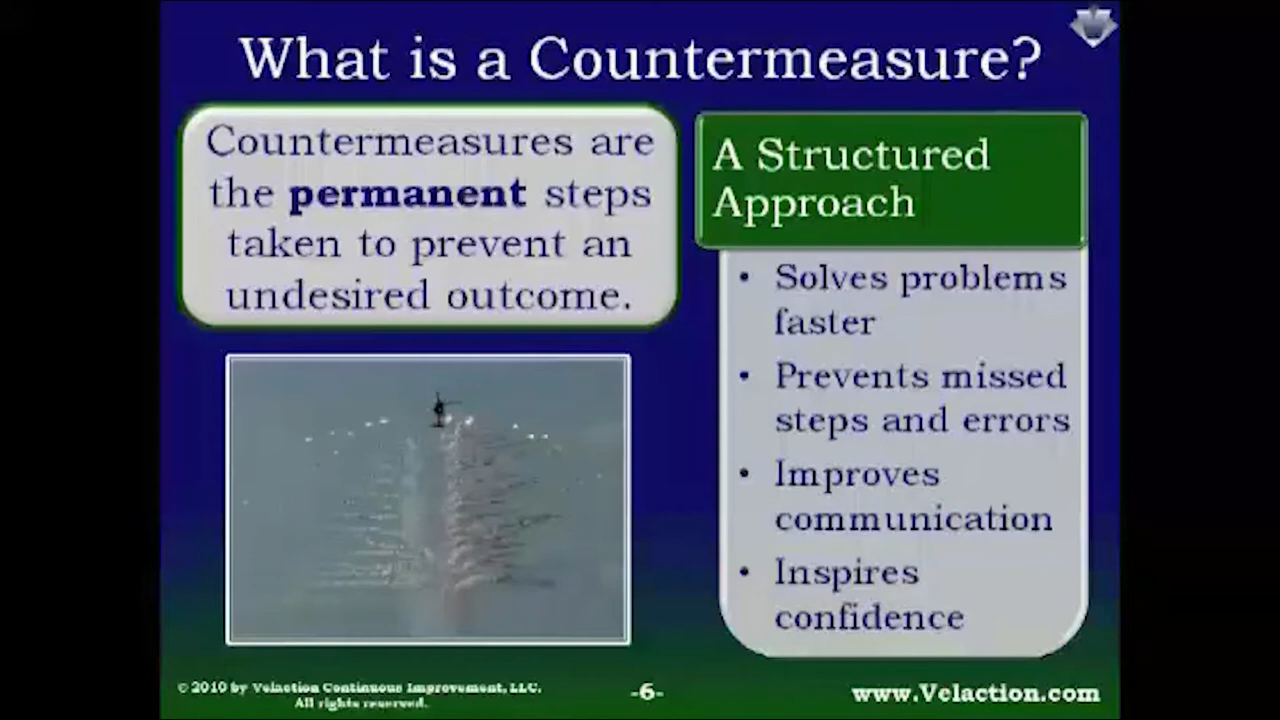 What is a Countermeasure?
Countermeasures are
the permanent steps
taken to prevent an
undesired outcome.
A Structured
Approach
• Solves problems
faster
• Prevents missed
steps and errors
• Improves
communication
• Inspires
confidence
© 2010 by Velaction Continuous Improvement, LLC.
All rights reserved.
-6-
www.Velaction.com